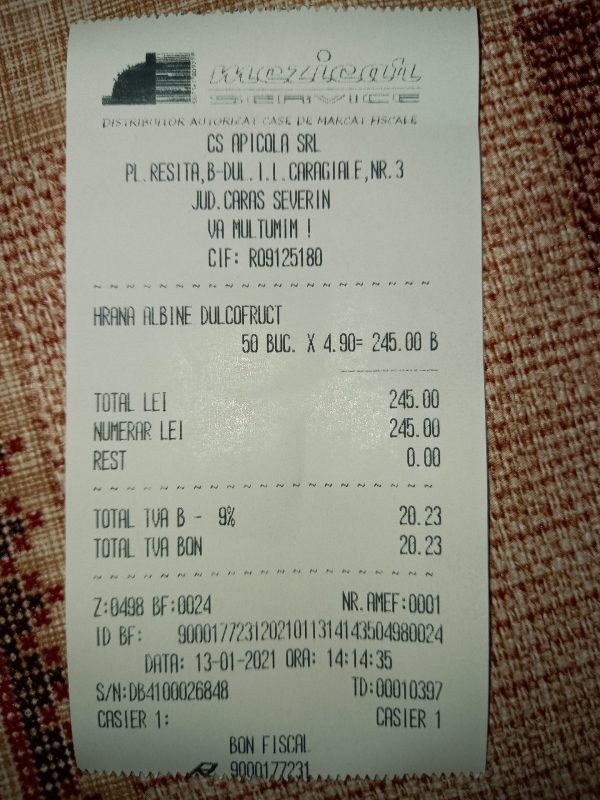 mezieah
SERVICE
DISTRIBUITOR AUTORIZAT CASE DE MARCAT FISCALE
CS APICOLA SRL
PL.RESITA,B-DUL.I.L.CARAGIALE,NR.3
JUD.CARAS SEVERIN
VA MULTUMIM !
CIF: RO9125180
HRANA ALBINE DULCOFRUCT
50 BUC. X 4.90= 245.00 B
TOTAL LEI 245.00
NUMERAR LEI 245.00
REST 0.00
TOTAL TVA B - 9% 20.23
TOTAL TVA BON 20.23
Z:0498 BF:0024 NR.AMEF:0001
ID BF: 90001772312021011314143504980024
DATA: 13-01-2021 ORA: 14:14:35
S/N:DB4100026848 TD:00010397
CASIER 1: CASIER 1
BON FISCAL
9000177231